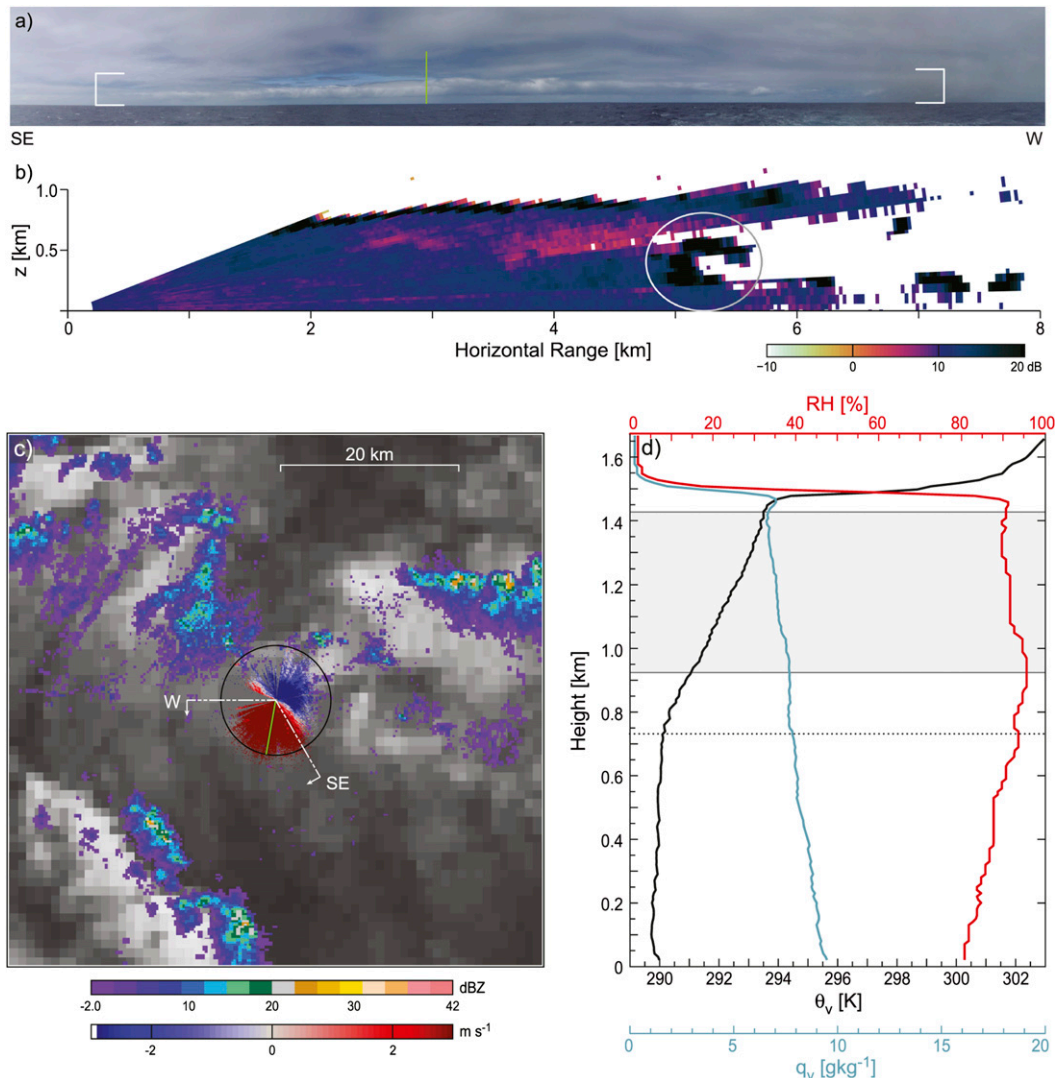 a)
SE
W
b)
1.0
0.5
0
z [km]
0 2 4 6 8
Horizontal Range [km]
−10 0 10 20 dB
c)
20 km
W
SE
dBZ
-2.0 10 20 30 42
m s⁻¹
-2 0 2
RH [%]
0 20 40 60 80 100
d)
1.6
1.4
1.2
1.0
0.8
0.6
0.4
0.2
0
Height [km]
290 292 294 296 298 300 302
θᵥ [K]
0 5 10 15 20
qᵥ [gkg⁻¹]